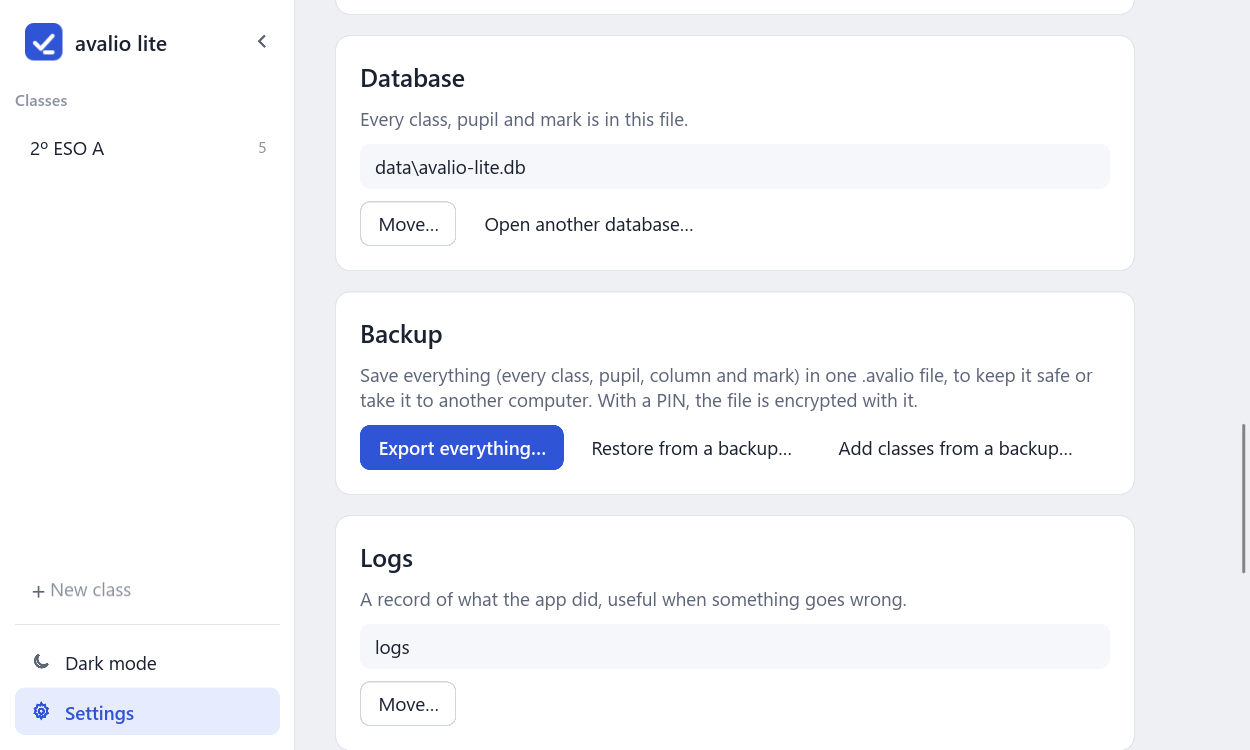 avalio lite
Classes
2º ESO A 5
+ New class
Dark mode
Settings
Database
Every class, pupil and mark is in this file.
data\avalio-lite.db
Move... Open another database...
Backup
Save everything (every class, pupil, column and mark) in one .avalio file, to keep it safe or
take it to another computer. With a PIN, the file is encrypted with it.
Export everything... Restore from a backup... Add classes from a backup...
Logs
A record of what the app did, useful when something goes wrong.
logs
Move...